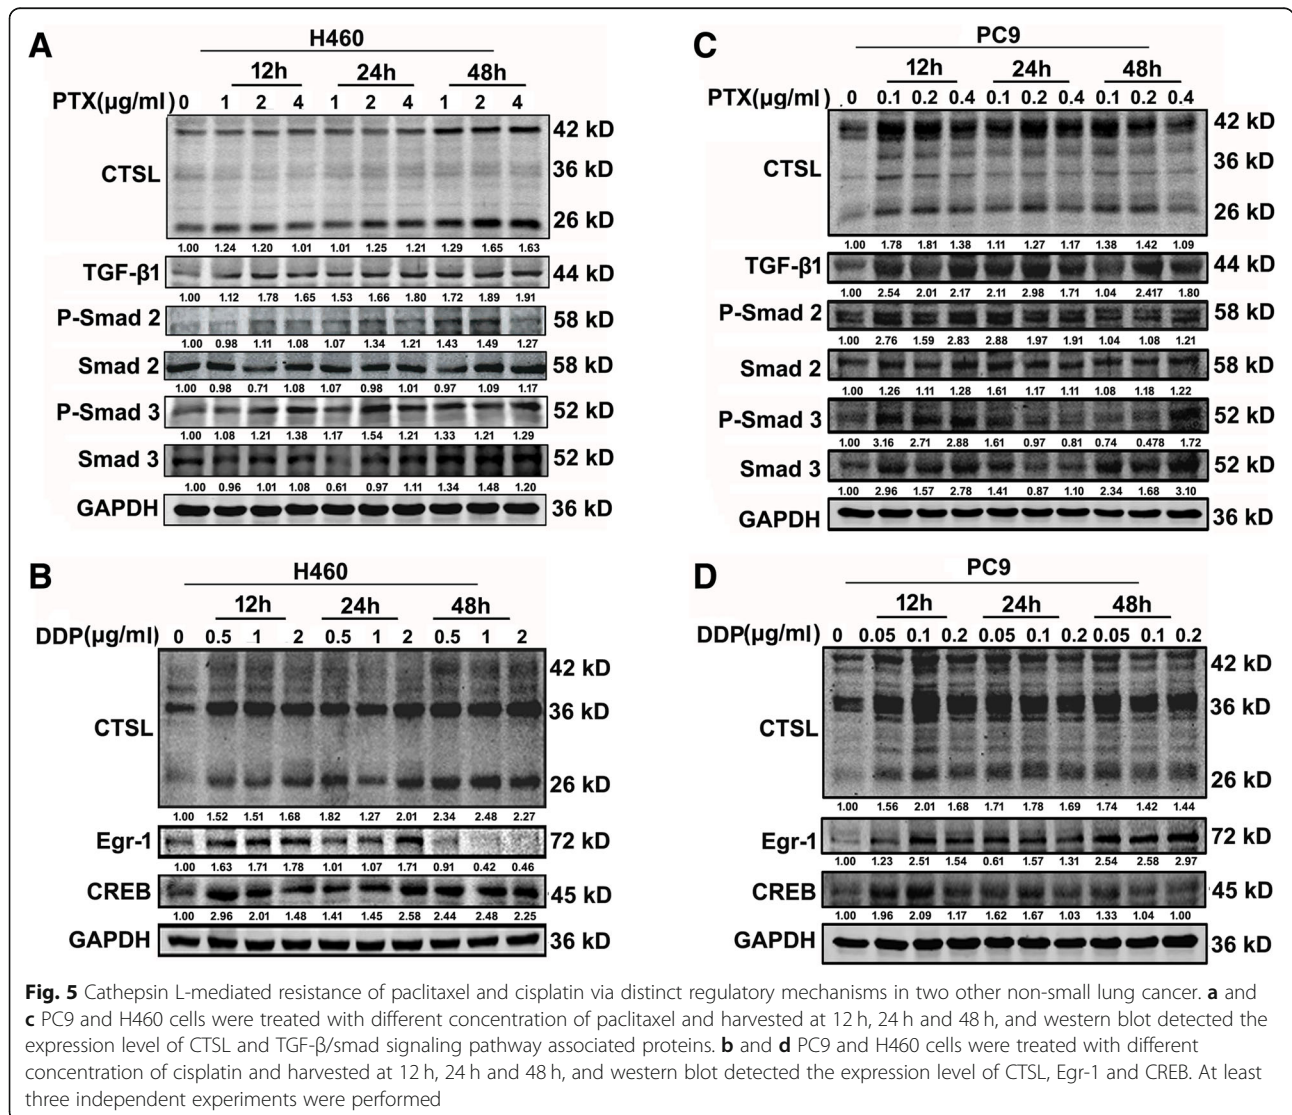 A
H460
12h 24h 48h
PTX(µg/ml) 0 1 2 4 1 2 4 1 2 4
CTSL
42 kD
36 kD
26 kD
1.00 1.24 1.20 1.01 1.01 1.25 1.21 1.29 1.65 1.63
TGF-β1 44 kD
1.00 1.12 1.78 1.65 1.53 1.66 1.80 1.72 1.89 1.91
P-Smad 2 58 kD
1.00 0.98 1.11 1.08 1.07 1.34 1.21 1.43 1.49 1.27
Smad 2 58 kD
1.00 0.98 0.71 1.08 1.07 0.98 1.01 0.97 1.09 1.17
P-Smad 3 52 kD
1.00 1.08 1.21 1.38 1.17 1.54 1.21 1.33 1.21 1.29
Smad 3 52 kD
1.00 0.96 1.01 1.08 0.61 0.97 1.11 1.34 1.48 1.20
GAPDH 36 kD
C
PC9
12h 24h 48h
PTX(µg/ml) 0 0.1 0.2 0.4 0.1 0.2 0.4 0.1 0.2 0.4
CTSL
42 kD
36 kD
26 kD
1.00 1.78 1.81 1.38 1.11 1.27 1.17 1.38 1.42 1.09
TGF-β1 44 kD
1.00 2.54 2.01 2.17 2.11 2.98 1.71 1.04 2.417 1.80
P-Smad 2 58 kD
1.00 2.76 1.59 2.83 2.88 1.97 1.91 1.04 1.08 1.21
Smad 2 58 kD
1.00 1.26 1.11 1.28 1.61 1.17 1.11 1.08 1.18 1.22
P-Smad 3 52 kD
1.00 3.16 2.71 2.88 1.61 0.97 0.81 0.74 0.478 1.72
Smad 3 52 kD
1.00 2.96 1.57 2.78 1.41 0.87 1.10 2.34 1.68 3.10
GAPDH 36 kD
B
H460
12h 24h 48h
DDP(µg/ml) 0 0.5 1 2 0.5 1 2 0.5 1 2
CTSL
42 kD
36 kD
26 kD
1.00 1.52 1.51 1.68 1.82 1.27 2.01 2.34 2.48 2.27
Egr-1 72 kD
1.00 1.63 1.71 1.78 1.01 1.07 1.71 0.91 0.42 0.46
CREB 45 kD
1.00 2.96 2.01 1.48 1.41 1.45 2.58 2.44 2.48 2.25
GAPDH 36 kD
D
PC9
12h 24h 48h
DDP(µg/ml) 0 0.05 0.1 0.2 0.05 0.1 0.2 0.05 0.1 0.2
CTSL
42 kD
36 kD
26 kD
1.00 1.56 2.01 1.68 1.71 1.78 1.69 1.74 1.42 1.44
Egr-1 72 kD
1.00 1.23 2.51 1.54 0.61 1.57 1.31 2.54 2.58 2.97
CREB 45 kD
1.00 1.96 2.09 1.17 1.62 1.67 1.03 1.33 1.04 1.00
GAPDH 36 kD
Fig. 5 Cathepsin L-mediated resistance of paclitaxel and cisplatin via distinct regulatory mechanisms in two other non-small lung cancer. a and
c PC9 and H460 cells were treated with different concentration of paclitaxel and harvested at 12 h, 24 h and 48 h, and western blot detected the
expression level of CTSL and TGF-β/smad signaling pathway associated proteins. b and d PC9 and H460 cells were treated with different
concentration of cisplatin and harvested at 12 h, 24 h and 48 h, and western blot detected the expression level of CTSL, Egr-1 and CREB. At least
three independent experiments were performed